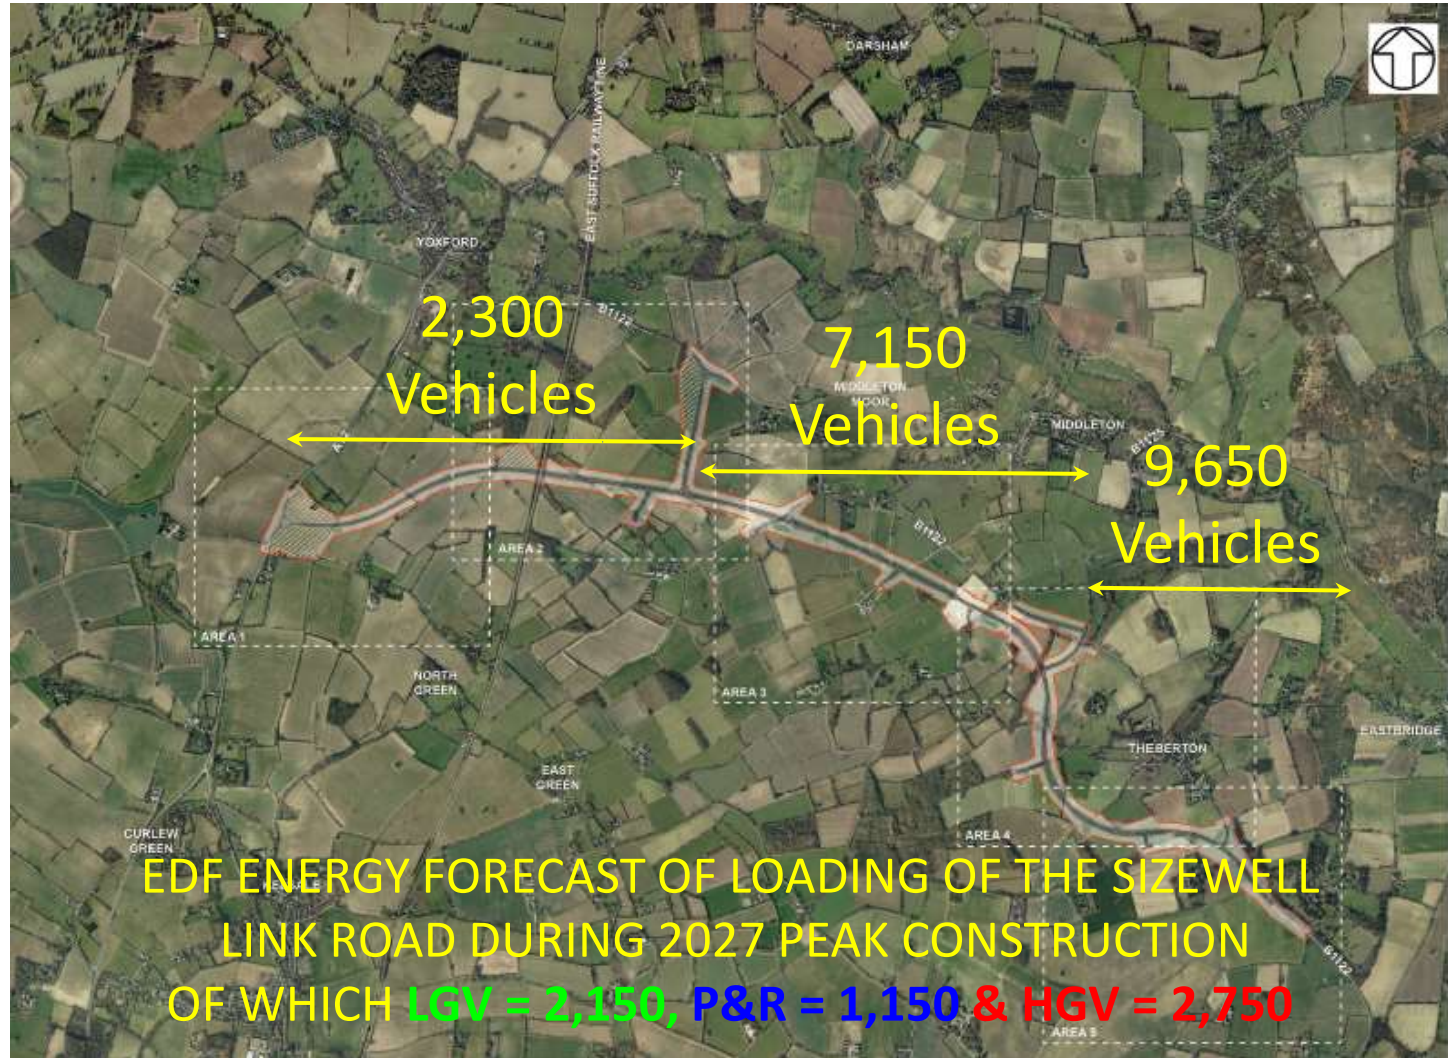 DARSHAM
EAST SUFFOLK RAILWAY LINE
YOXFORD
B1122
2,300
Vehicles
7,150
Vehicles
MIDDLETON
MOOR
MIDDLETON
B1125
9,650
Vehicles
A12
B1122
AREA 2
AREA 1
NORTH
GREEN
AREA 3
EASTBRIDGE
THEBERTON
EAST
GREEN
CURLEW
GREEN
AREA 4
EDF ENERGY FORECAST OF LOADING OF THE SIZEWELL
LINK ROAD DURING 2027 PEAK CONSTRUCTION
OF WHICH LGV = 2,150, P&R = 1,150 & HGV = 2,750
B1122
AREA 5